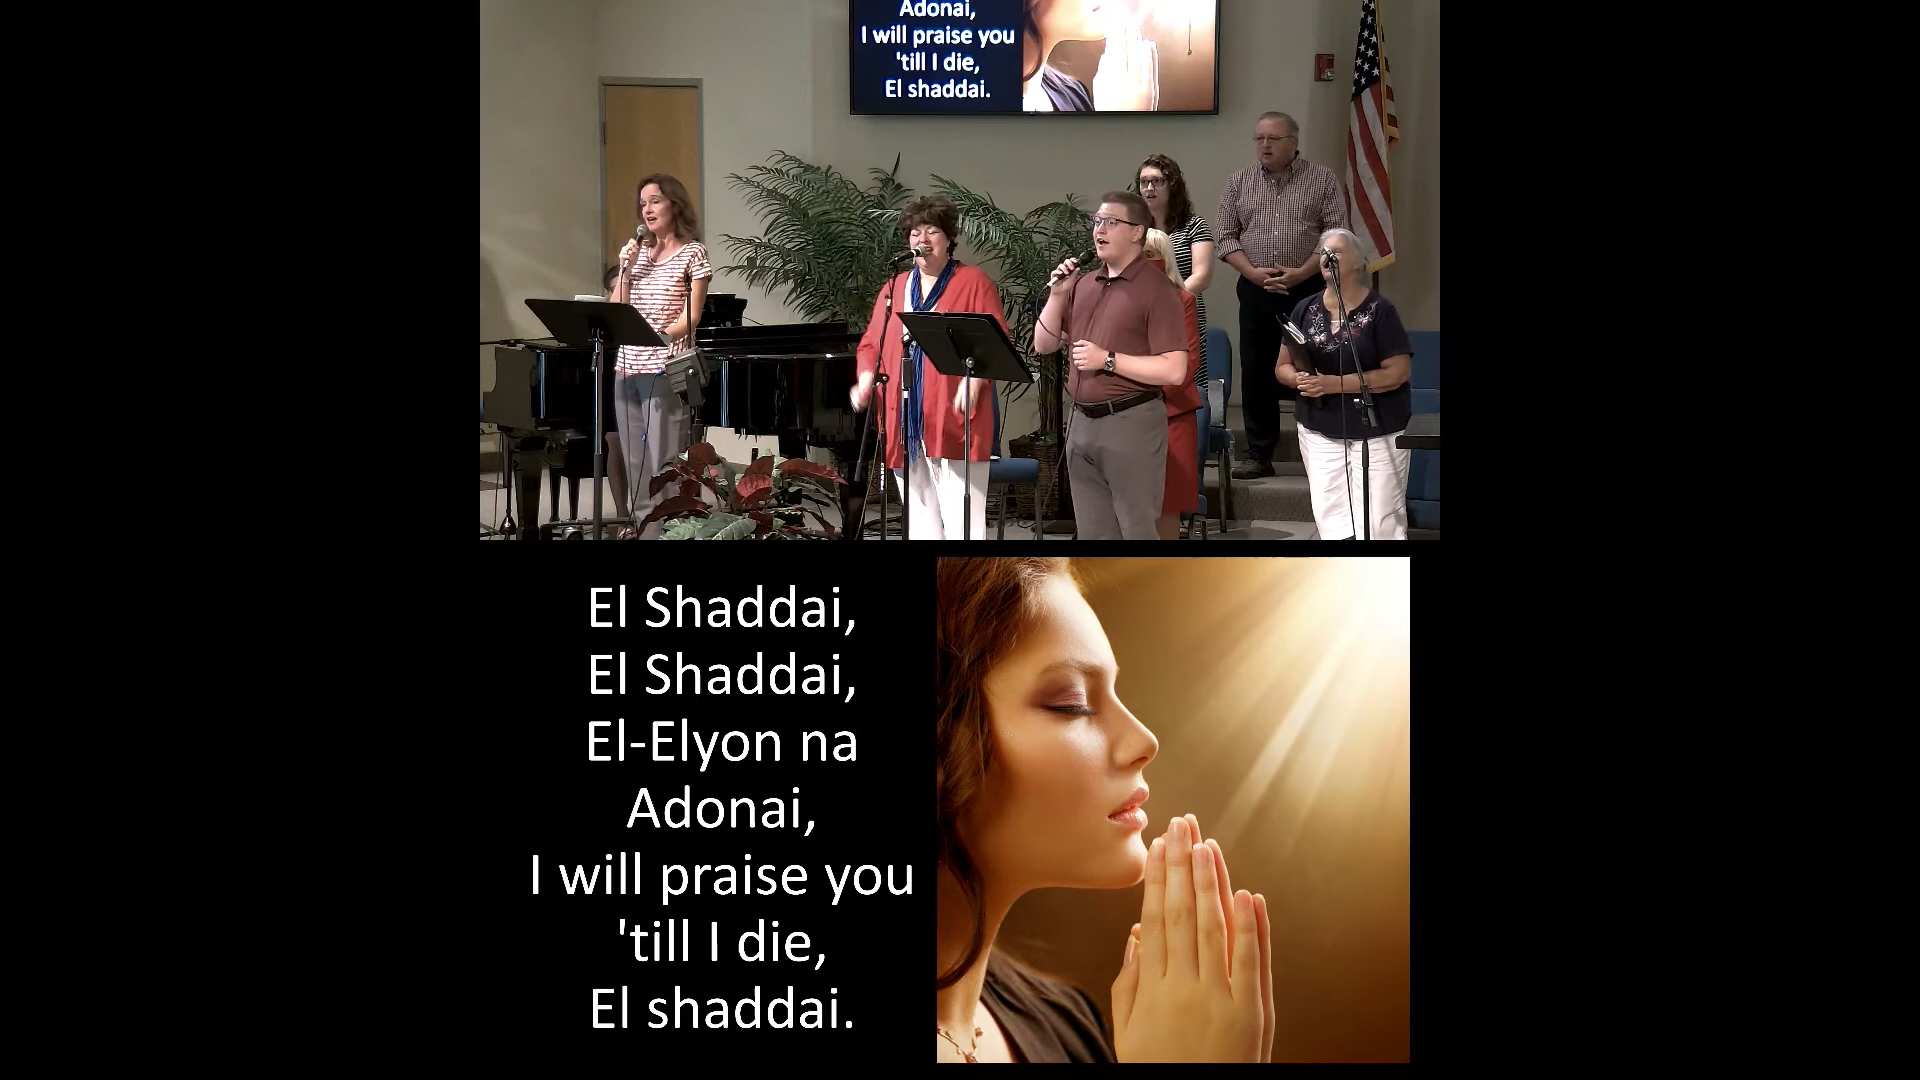 Adonai,
I will praise you
'till I die,
El shaddai.
El Shaddai,
El Shaddai,
El-Elyon na
Adonai,
I will praise you
'till I die,
El shaddai.